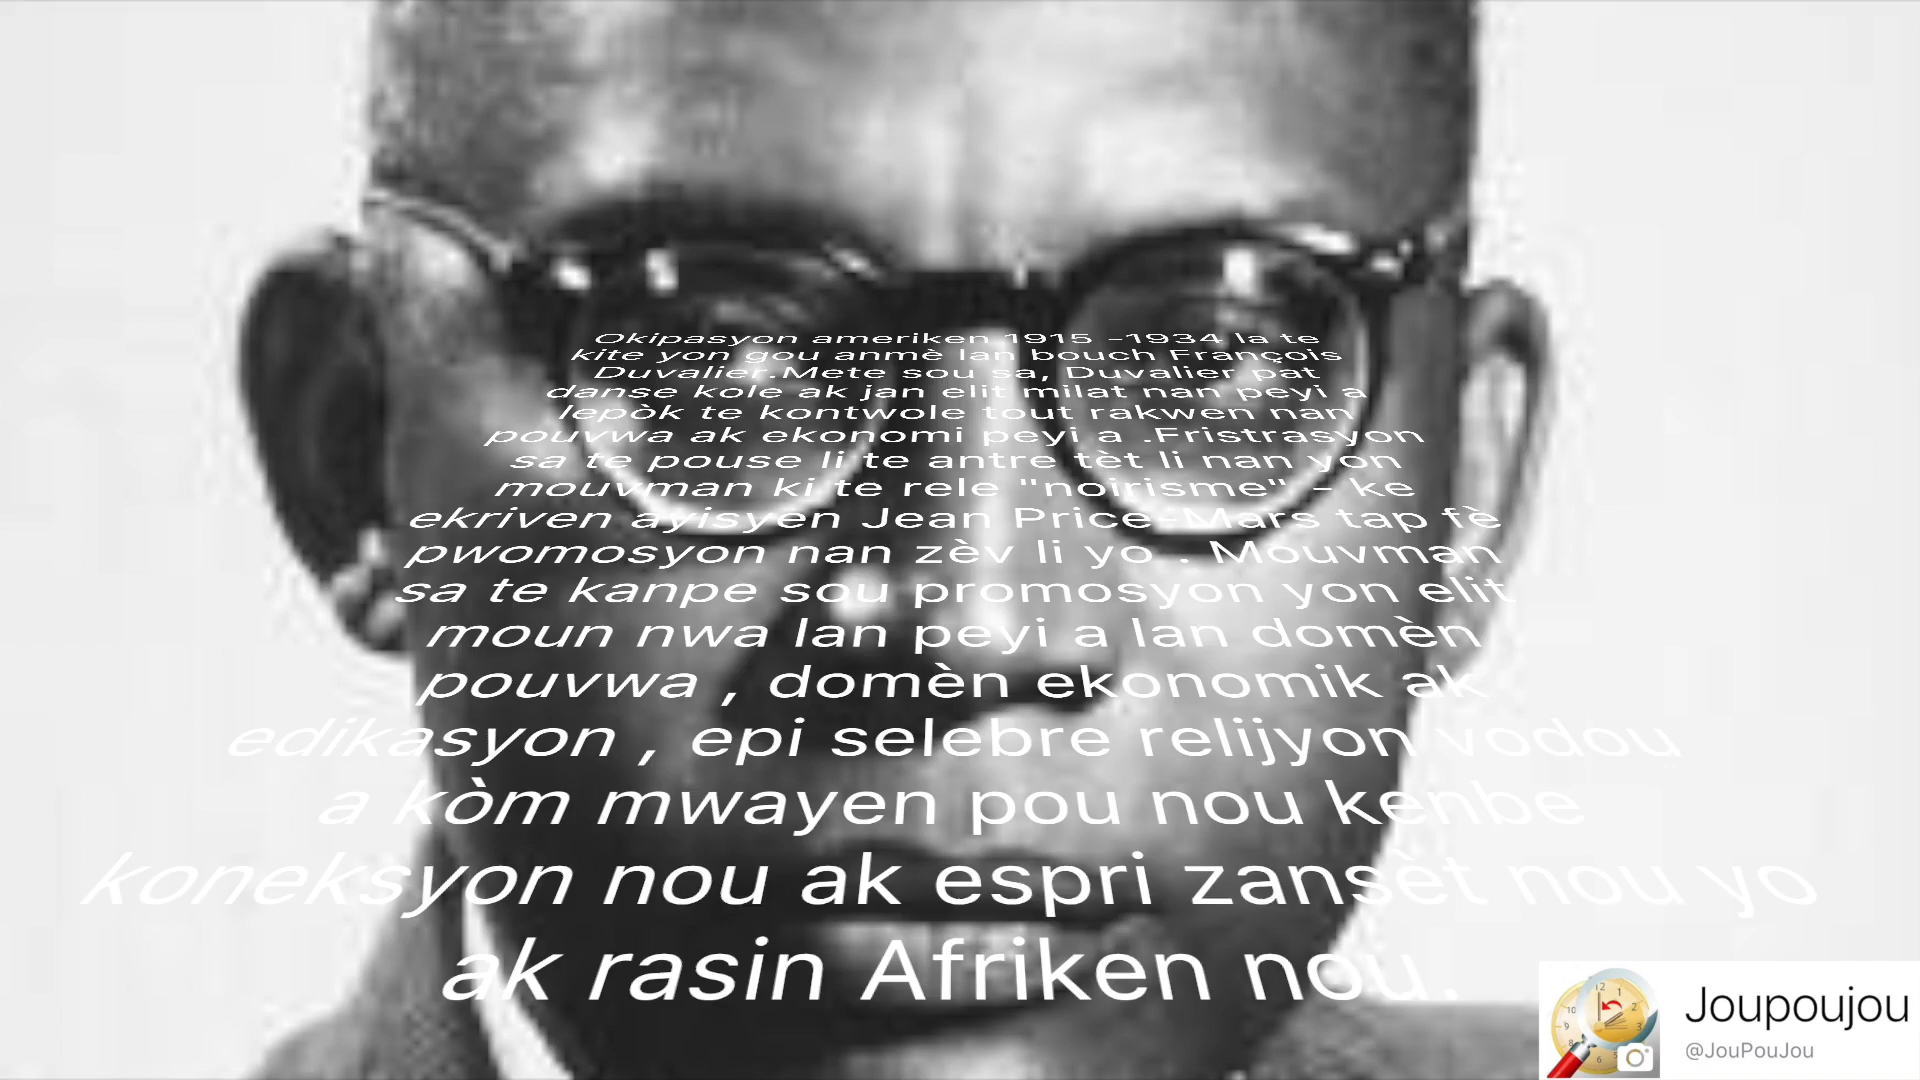 Okipasyon ameriken 1915 -1934 la te
kite yon gou anmè lan bouch François
Duvalier.Mete sou sa, Duvalier pat
danse kole ak jan elit milat nan peyi a
lepòk te kontwole tout rakwen nan
pouvwa ak ekonomi peyi a .Fristrasyon
sa te pouse li te antre tèt li nan yon
mouvman ki te rele "noirisme" - ke
ekriven ayisyen Jean Price-Mars tap fè
pwomosyon nan zèv li yo . Mouvman
sa te kanpe sou promosyon yon elit
moun nwa lan peyi a lan domèn
pouvwa , domèn ekonomik ak
edikasyon , epi selebre relijyon vodou
a kòm mwayen pou nou kenbe
koneksyon nou ak espri zansèt nou yo
ak rasin Afriken nou.
Joupoujou
@JouPouJou